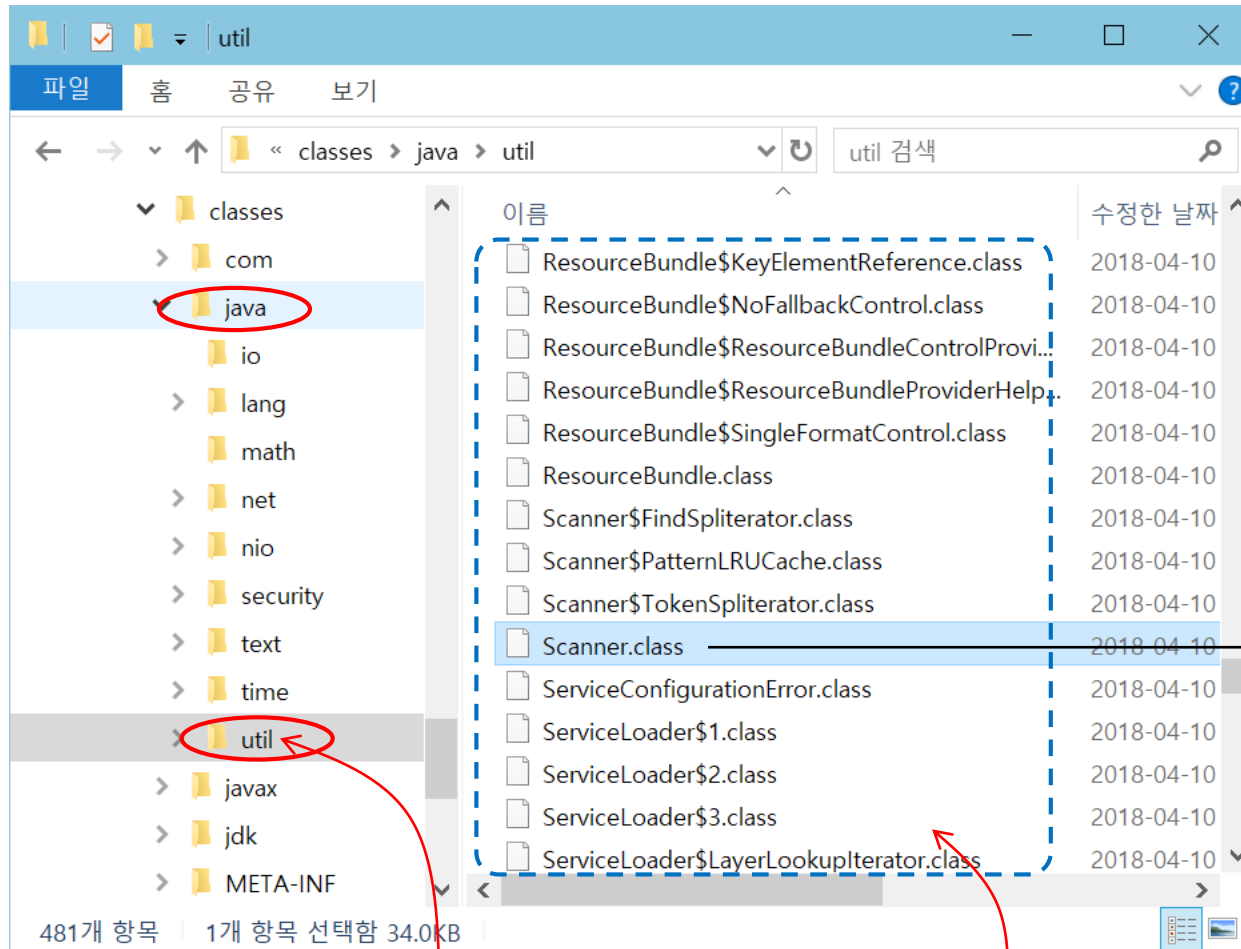 util
파일 홈 공유 보기
« classes > java > util
util 검색
classes
com
java
io
lang
math
net
nio
security
text
time
util
javax
jdk
META-INF
이름 수정한 날짜
ResourceBundle$KeyElementReference.class 2018-04-10
ResourceBundle$NoFallbackControl.class 2018-04-10
ResourceBundle$ResourceBundleControlProvi... 2018-04-10
ResourceBundle$ResourceBundleProviderHelp... 2018-04-10
ResourceBundle$SingleFormatControl.class 2018-04-10
ResourceBundle.class 2018-04-10
Scanner$FindSpliterator.class 2018-04-10
Scanner$PatternLRUCache.class 2018-04-10
Scanner$TokenSpliterator.class 2018-04-10
Scanner.class 2018-04-10
ServiceConfigurationError.class 2018-04-10
ServiceLoader$1.class 2018-04-10
ServiceLoader$2.class 2018-04-10
ServiceLoader$3.class 2018-04-10
ServiceLoader$LayerLookupIterator.class 2018-04-10
481개 항목 1개 항목 선택함 34.0KB